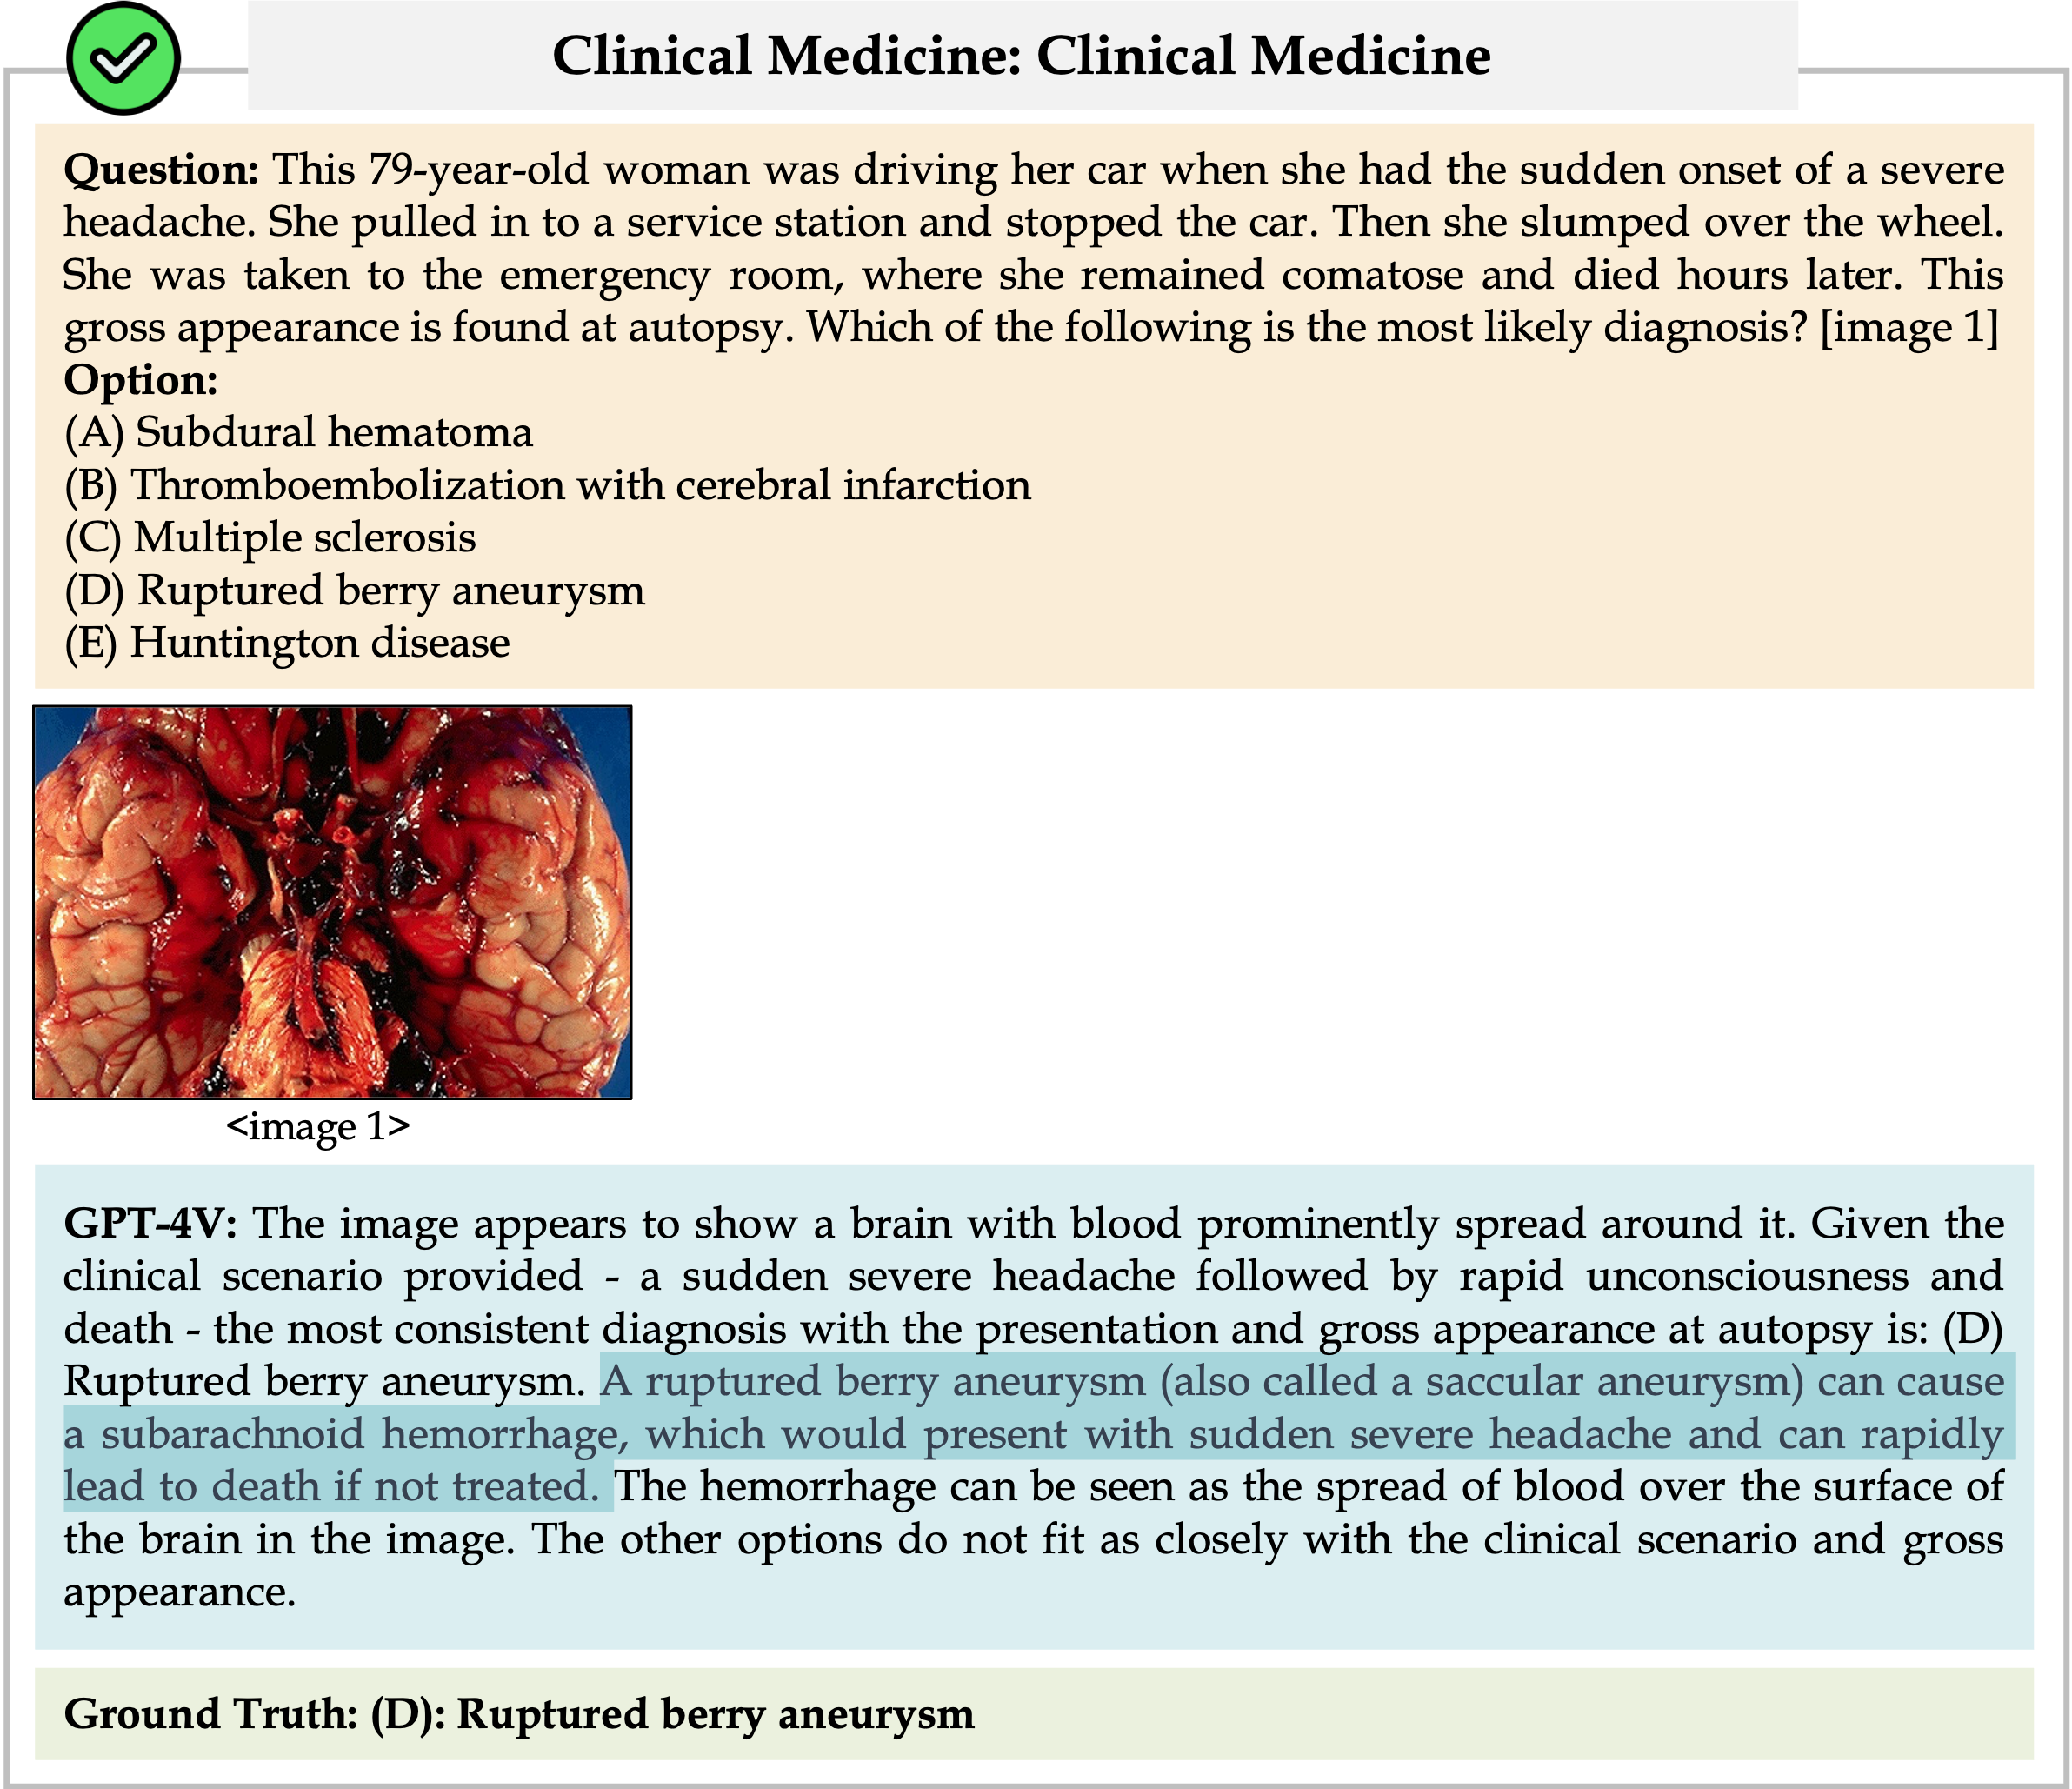 Clinical Medicine: Clinical Medicine
Question: This 79-year-old woman was driving her car when she had the sudden onset of a severe
headache. She pulled in to a service station and stopped the car. Then she slumped over the wheel.
She was taken to the emergency room, where she remained comatose and died hours later. This
gross appearance is found at autopsy. Which of the following is the most likely diagnosis? [image 1]
Option:
(A) Subdural hematoma
(B) Thromboembolization with cerebral infarction
(C) Multiple sclerosis
(D) Ruptured berry aneurysm
(E) Huntington disease
<image 1>
GPT-4V: The image appears to show a brain with blood prominently spread around it. Given the
clinical scenario provided - a sudden severe headache followed by rapid unconsciousness and
death - the most consistent diagnosis with the presentation and gross appearance at autopsy is: (D)
Ruptured berry aneurysm. A ruptured berry aneurysm (also called a saccular aneurysm) can cause
a subarachnoid hemorrhage, which would present with sudden severe headache and can rapidly
lead to death if not treated. The hemorrhage can be seen as the spread of blood over the surface of
the brain in the image. The other options do not fit as closely with the clinical scenario and gross
appearance.
Ground Truth: (D): Ruptured berry aneurysm